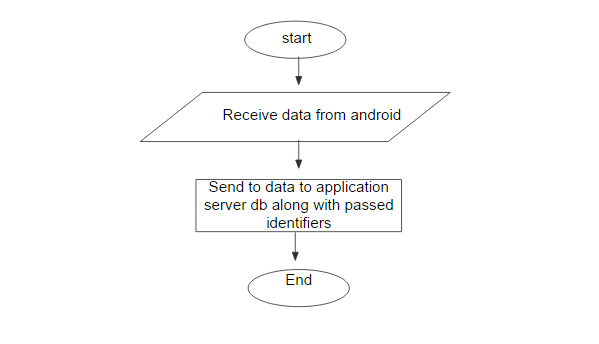 start
Receive data from android
Send to data to application
server db along with passed
identifiers
End